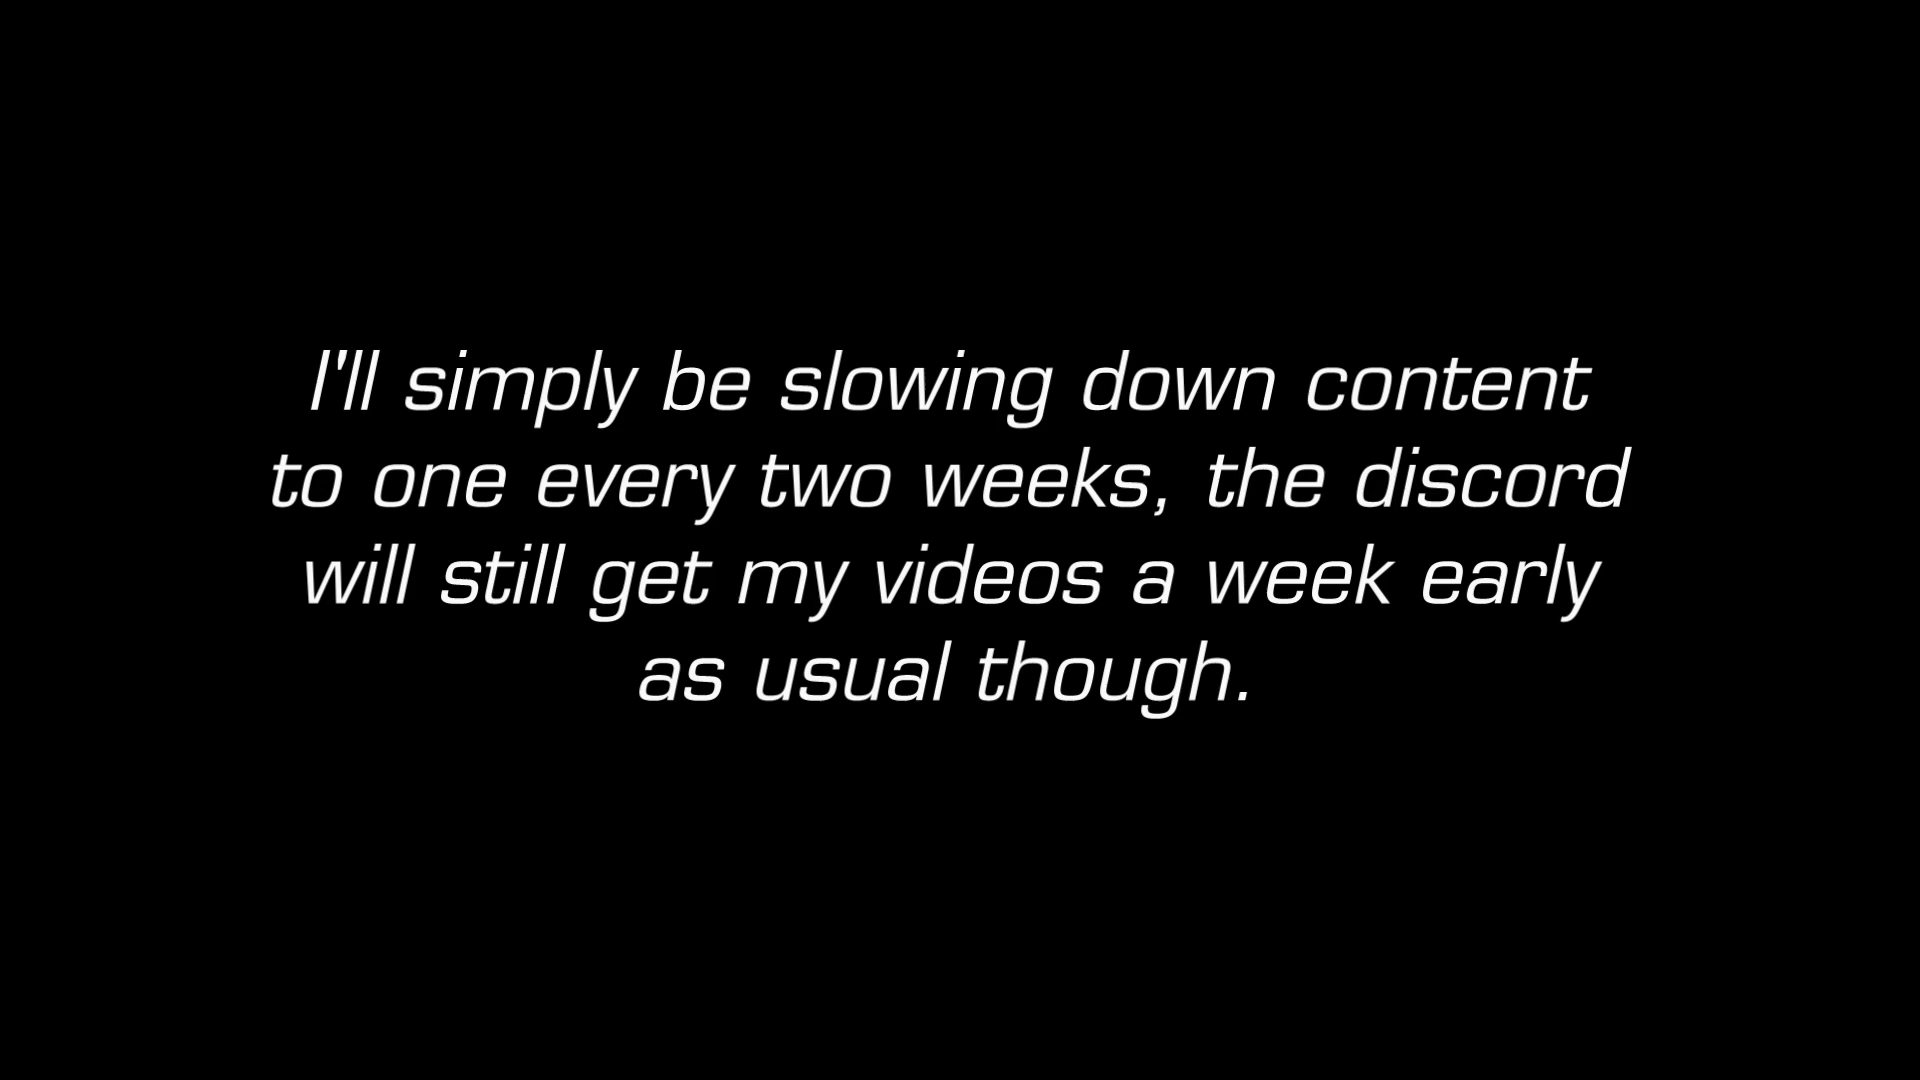 I'll simply be slowing down content
to one every two weeks, the discord
will still get my videos a week early
as usual though.